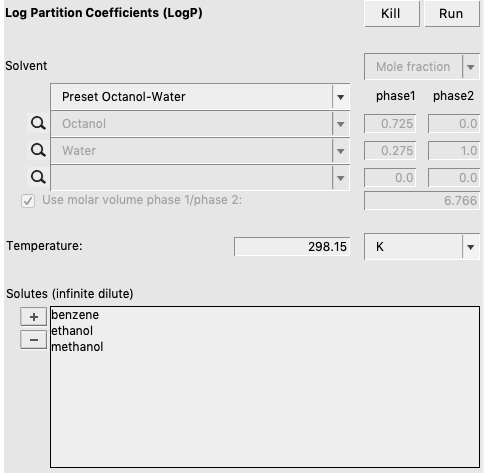 Log Partition Coefficients (LogP) Kill Run
Solvent Mole fraction
Preset Octanol-Water phase1 phase2
Octanol 0.725 0.0
Water 0.275 1.0
0.0 0.0
Use molar volume phase 1/phase 2: 6.766
Temperature: 298.15 K
Solutes (infinite dilute)
+ benzene
ethanol
− methanol